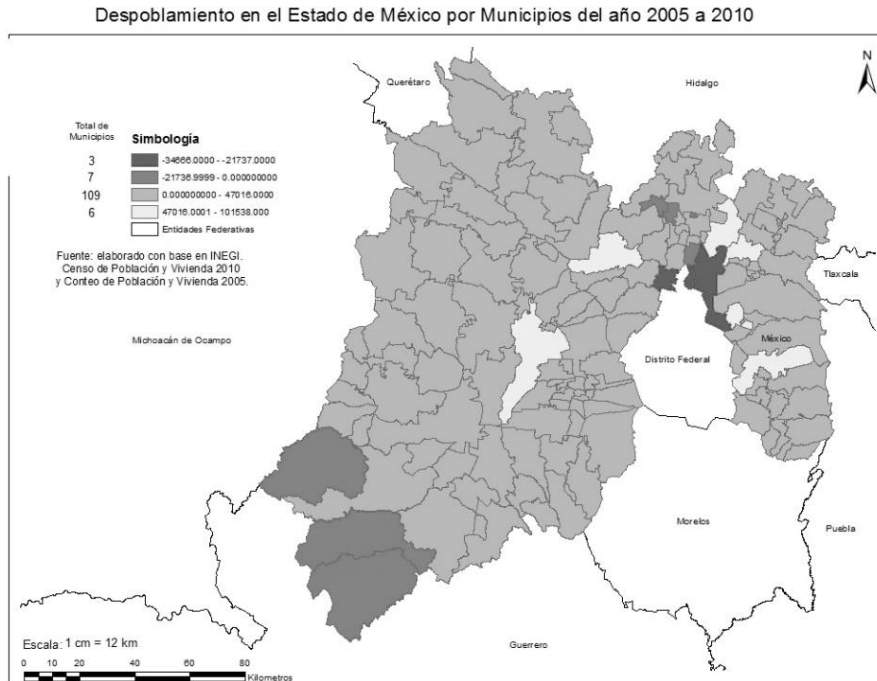 Despoblamiento en el Estado de México por Municipios del año 2005 a 2010
Querétaro
Hidalgo
N
Total de
Municipios
Simbología
3 -34666.0000 - -21737.0000
7 -21736.9999 - 0.000000000
109 0.000000000 - 47016.0000
6 47016.0001 - 101538.000
Entidades Federativas
Fuente: elaborado con base en INEGI.
Censo de Población y Vivienda 2010
y Conteo de Población y Vivienda 2005.
Tlaxcala
Michoacán de Ocampo
México
Distrito Federal
Morelos
Puebla
Guerrero
Escala: 1 cm = 12 km
0 10 20 40 60 80
Kilometros